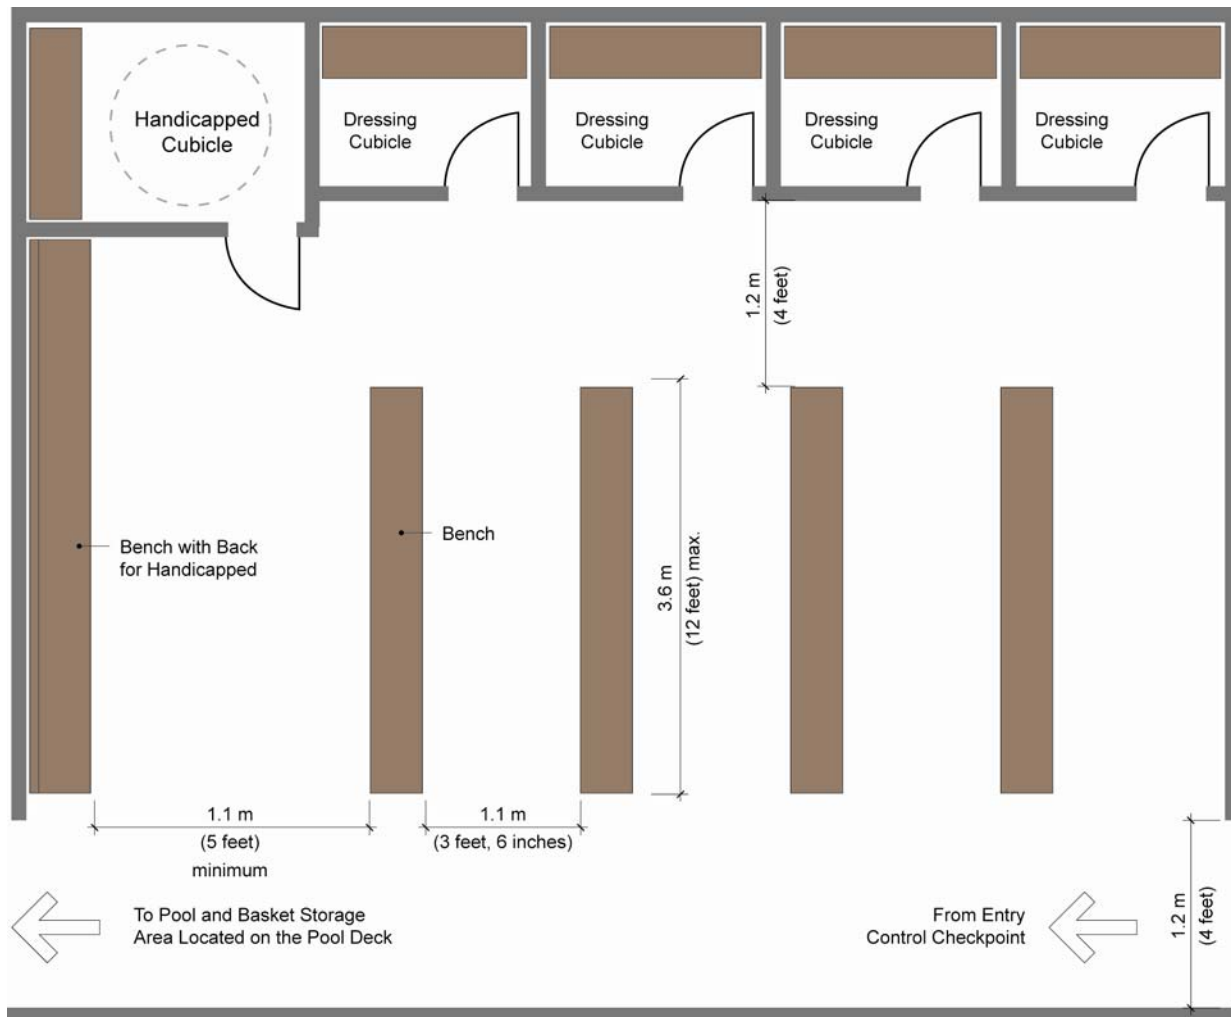 Handicapped
Cubicle
Dressing
Cubicle
Dressing
Cubicle
Dressing
Cubicle
Dressing
Cubicle
1.2 m
(4 feet)
Bench with Back
for Handicapped
Bench
3.6 m
(12 feet) max.
1.1 m
(5 feet)
minimum
1.1 m
(3 feet, 6 inches)
To Pool and Basket Storage
Area Located on the Pool Deck
From Entry
Control Checkpoint
1.2 m
(4 feet)